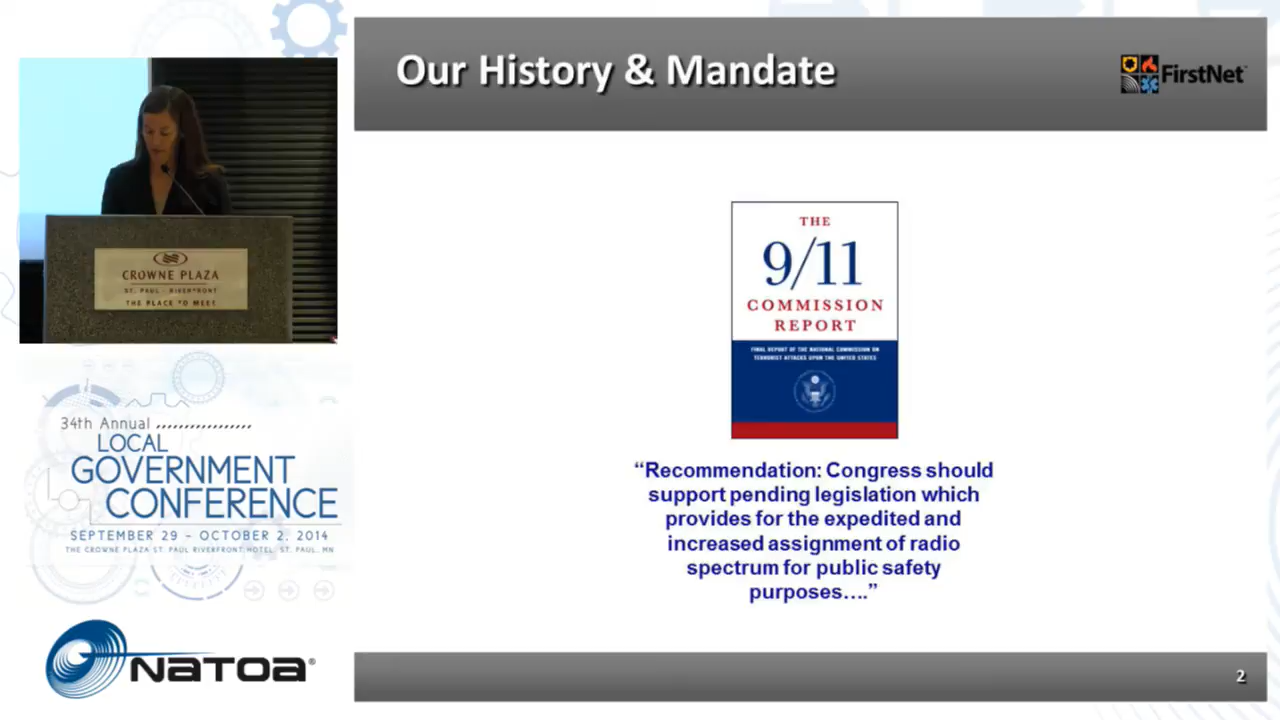 Our History & Mandate
FirstNet
CROWNE PLAZA
ST. PAUL - RIVERFRONT
THE PLACE TO MEET
THE
9/11
COMMISSION
REPORT
FINAL REPORT OF THE NATIONAL COMMISSION ON
TERRORIST ATTACKS UPON THE UNITED STATES
“Recommendation: Congress should
support pending legislation which
provides for the expedited and
increased assignment of radio
spectrum for public safety
purposes….”
34th Annual
LOCAL
GOVERNMENT
CONFERENCE
SEPTEMBER 29 - OCTOBER 2, 2014
THE CROWNE PLAZA ST. PAUL RIVERFRONT HOTEL, ST. PAUL, MN
NATOA®
2